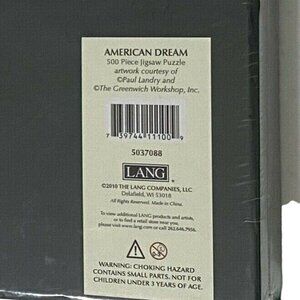 AMERICAN DREAM
500 Piece Jigsaw Puzzle
artwork courtesy of
©Paul Landry and
©The Greenwich Workshop, Inc.
7 39744 11100 9
5037088
LANG
©2010 THE LANG COMPANIES, LLC
Delafield, WI 53018
All Rights Reserved. Made in China.
To view additional LANG products and artists,
or to find a store near you, please visit
www.lang.com or call 262.646.7956.
WARNING: CHOKING HAZARD
CONTAINS SMALL PARTS. NOT FOR
CHILDREN UNDER 3 YEARS OF AGE.